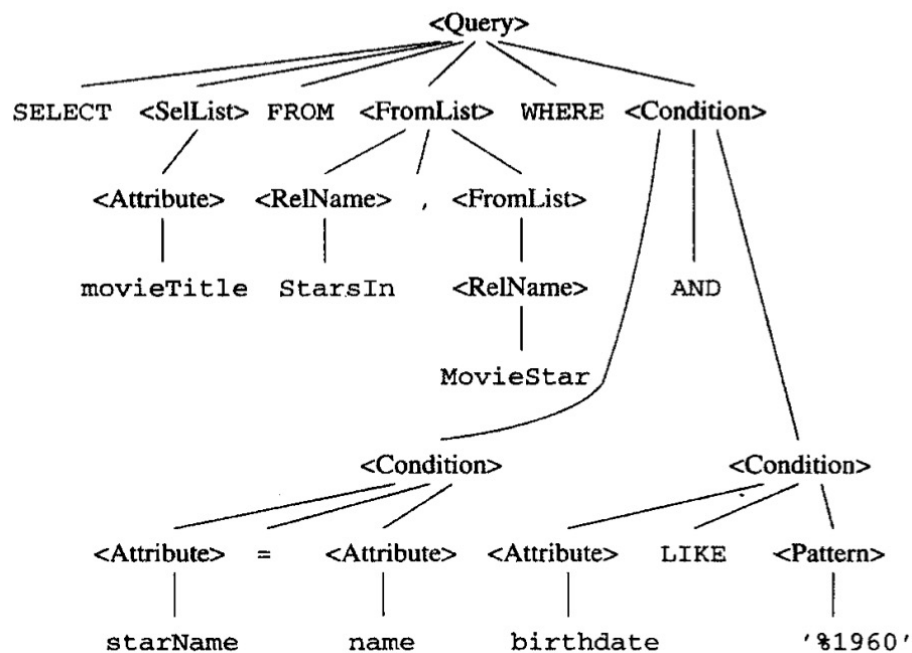 <Query>
SELECT <SelList> FROM <FromList> WHERE <Condition>
<Attribute> <RelName> , <FromList>
movieTitle StarsIn <RelName> AND
MovieStar
<Condition> <Condition>
<Attribute> = <Attribute> <Attribute> LIKE <Pattern>
starName name birthdate '%1960'